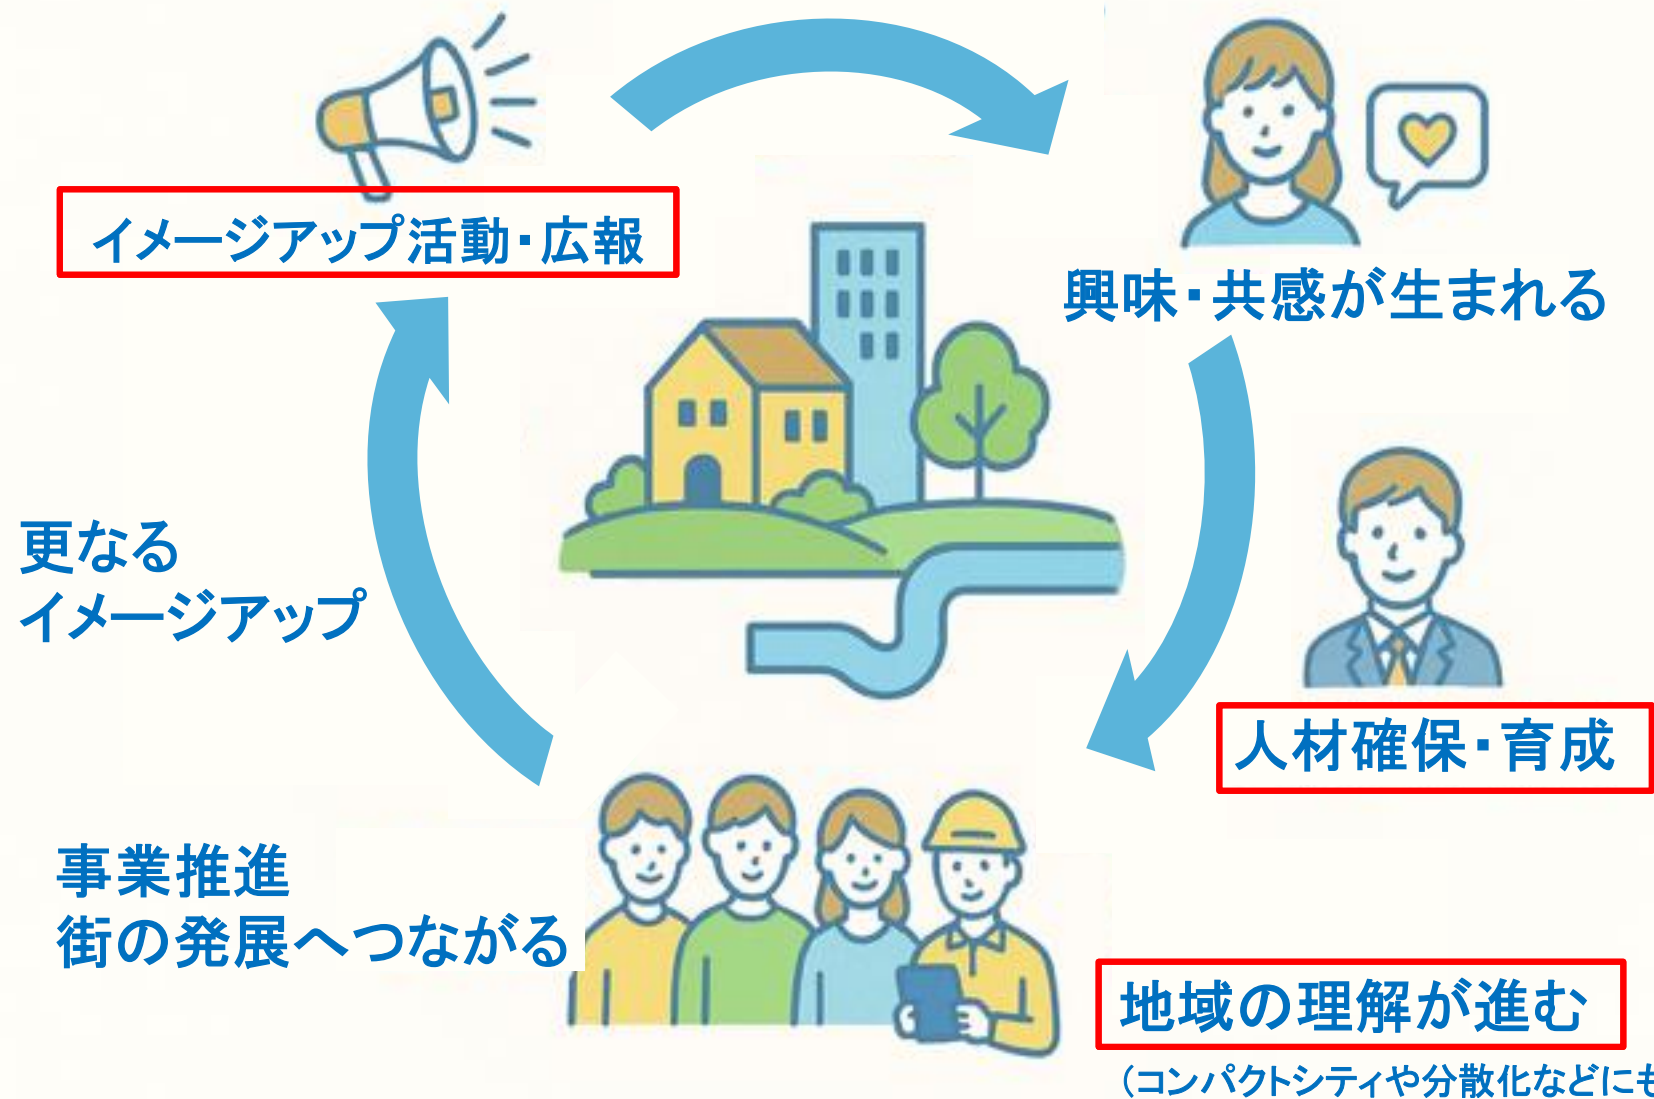 イメージアップ活動・広報
興味・共感が生まれる
人材確保・育成
更なる
イメージアップ
事業推進
街の発展へつながる
地域の理解が進む
（コンパクトシティや分散化などにも